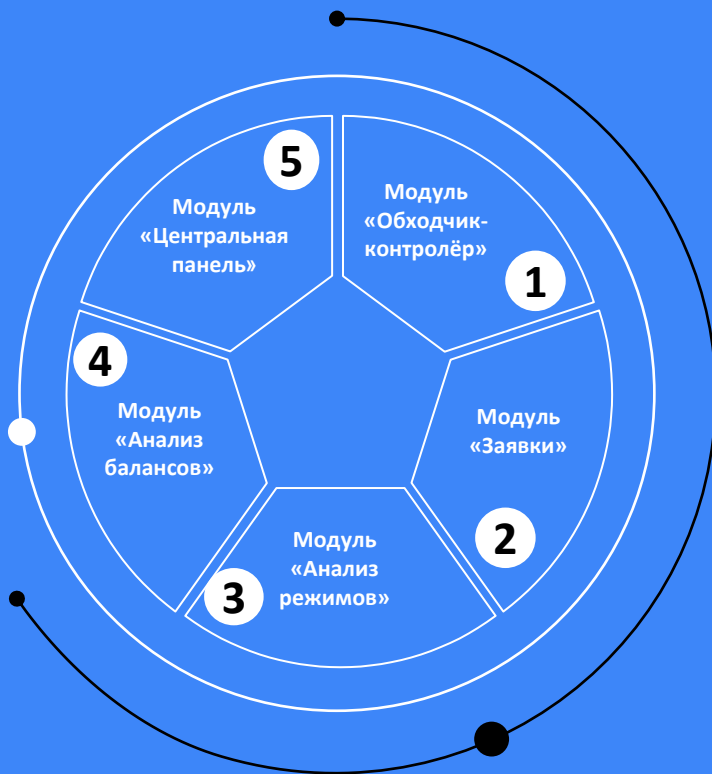 1
Модуль
«Обходчик-
контролёр»
2
Модуль
«Заявки»
3
Модуль
«Анализ
режимов»
4
Модуль
«Анализ
балансов»
5
Модуль
«Центральная
панель»